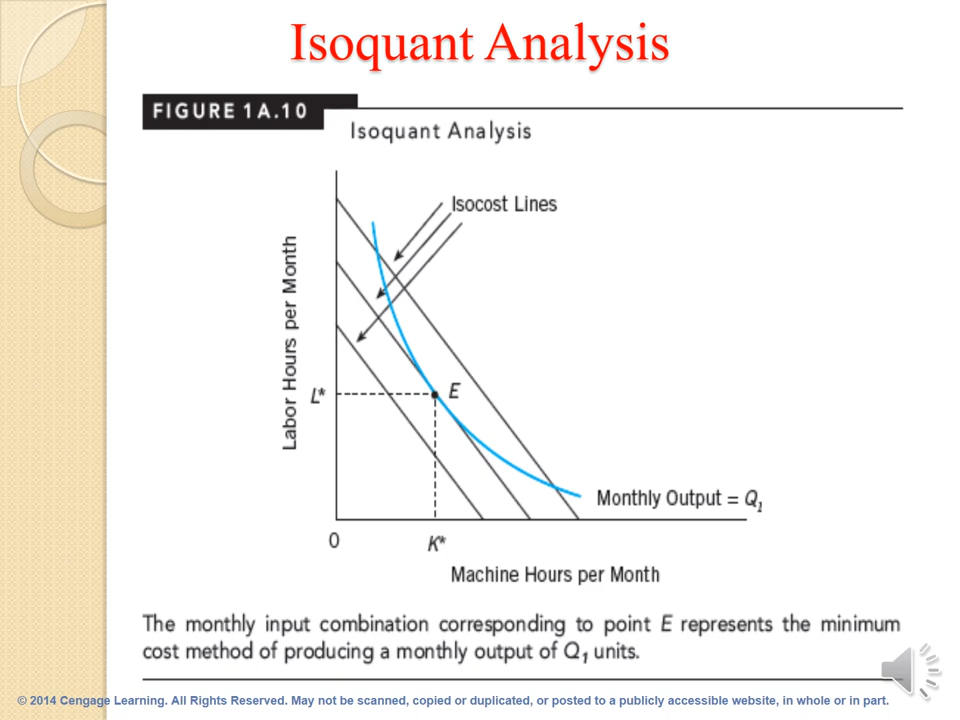 Isoquant Analysis
FIGURE 1A.10
Isoquant Analysis
Isocost Lines
Labor Hours per Month
L*
E
Monthly Output = Q₁
0
K*
Machine Hours per Month
The monthly input combination corresponding to point E represents the minimum
cost method of producing a monthly output of Q₁ units.
© 2014 Cengage Learning. All Rights Reserved. May not be scanned, copied or duplicated, or posted to a publicly accessible website, in whole or in part.